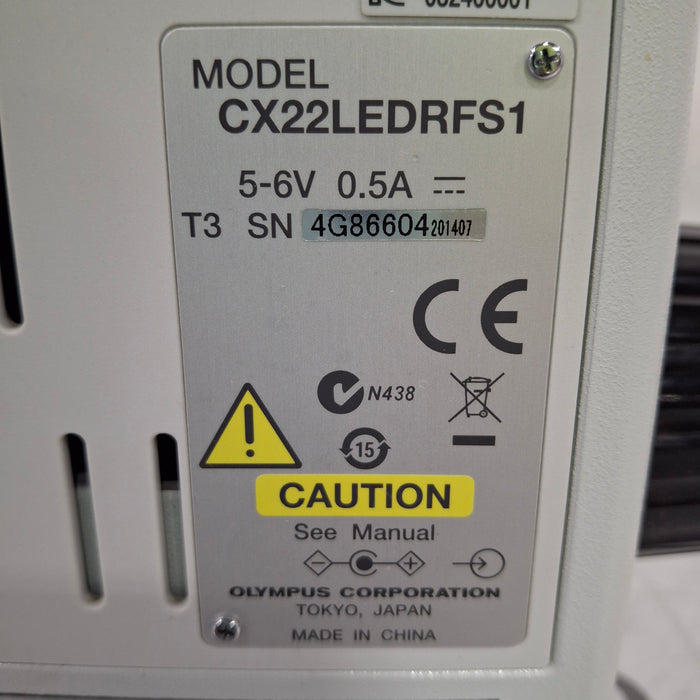 MODEL
CX22LEDRFS1
5-6V 0.5A
T3 SN 4G86604 201407
CE
N438
15
CAUTION
See Manual
OLYMPUS CORPORATION
TOKYO, JAPAN
MADE IN CHINA